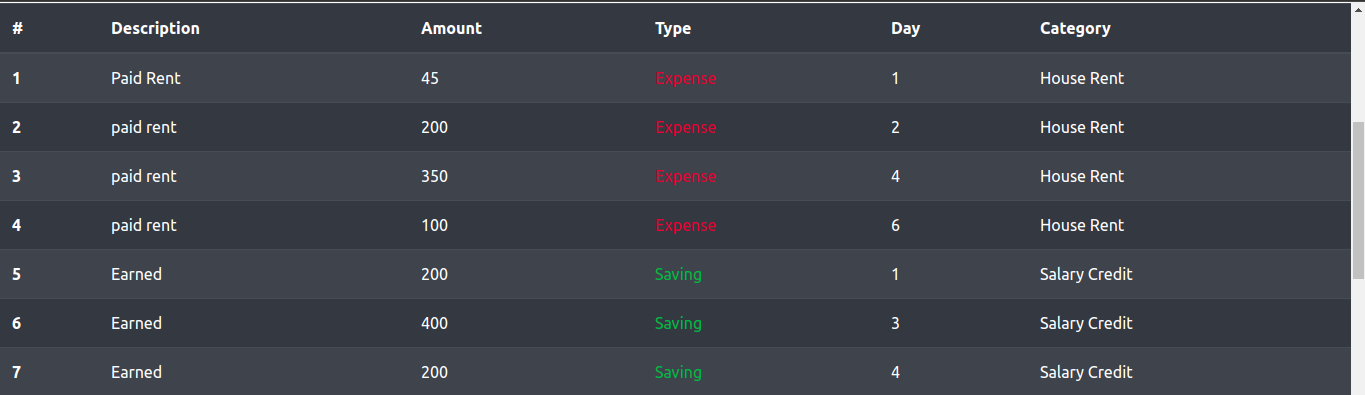 # Description Amount Type Day Category
1 Paid Rent 45 Expense 1 House Rent
2 paid rent 200 Expense 2 House Rent
3 paid rent 350 Expense 4 House Rent
4 paid rent 100 Expense 6 House Rent
5 Earned 200 Saving 1 Salary Credit
6 Earned 400 Saving 3 Salary Credit
7 Earned 200 Saving 4 Salary Credit